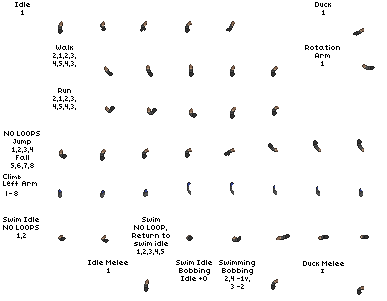 Idle
1
Duck
1
Walk
2,1,2,3,
4,5,4,3,
Rotation
Arm
1
Run
2,1,2,3,
4,5,4,3,
NO LOOPS
Jump
1,2,3,4
Fall
5,6,7,8
Climb
Left Arm
1-8
Swim Idle
NO LOOPS
1,2
Swim
NO LOOP,
Return to
swim idle
1,2,3,4,5
Swim Idle
Bobbing
Idle +0
Swimming
Bobbing
2,4 -1v,
3 -2
Idle Melee
1
Duck Melee
1